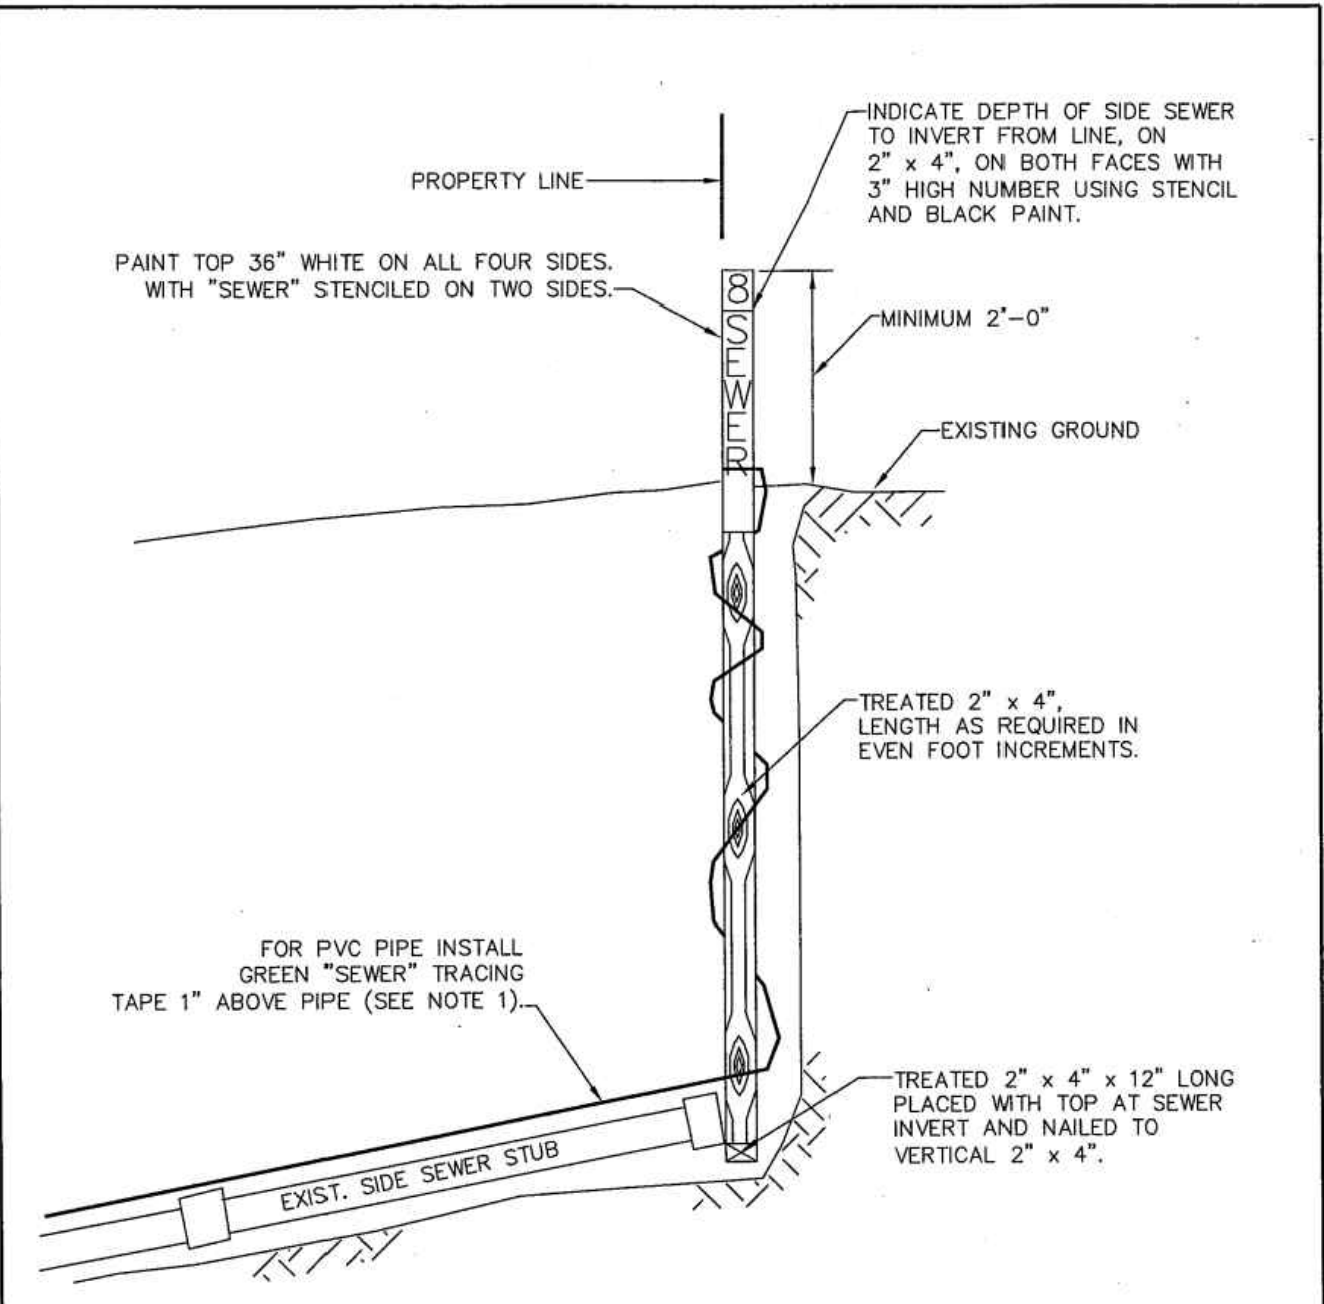 INDICATE DEPTH OF SIDE SEWER
TO INVERT FROM LINE, ON
2" x 4", ON BOTH FACES WITH
3" HIGH NUMBER USING STENCIL
AND BLACK PAINT.
PROPERTY LINE
PAINT TOP 36" WHITE ON ALL FOUR SIDES.
WITH "SEWER" STENCILED ON TWO SIDES.
8
SEWER
MINIMUM 2'-0"
EXISTING GROUND
TREATED 2" x 4",
LENGTH AS REQUIRED IN
EVEN FOOT INCREMENTS.
FOR PVC PIPE INSTALL
GREEN "SEWER" TRACING
TAPE 1" ABOVE PIPE (SEE NOTE 1).
TREATED 2" x 4" x 12" LONG
PLACED WITH TOP AT SEWER
INVERT AND NAILED TO
VERTICAL 2" x 4".
EXIST. SIDE SEWER STUB